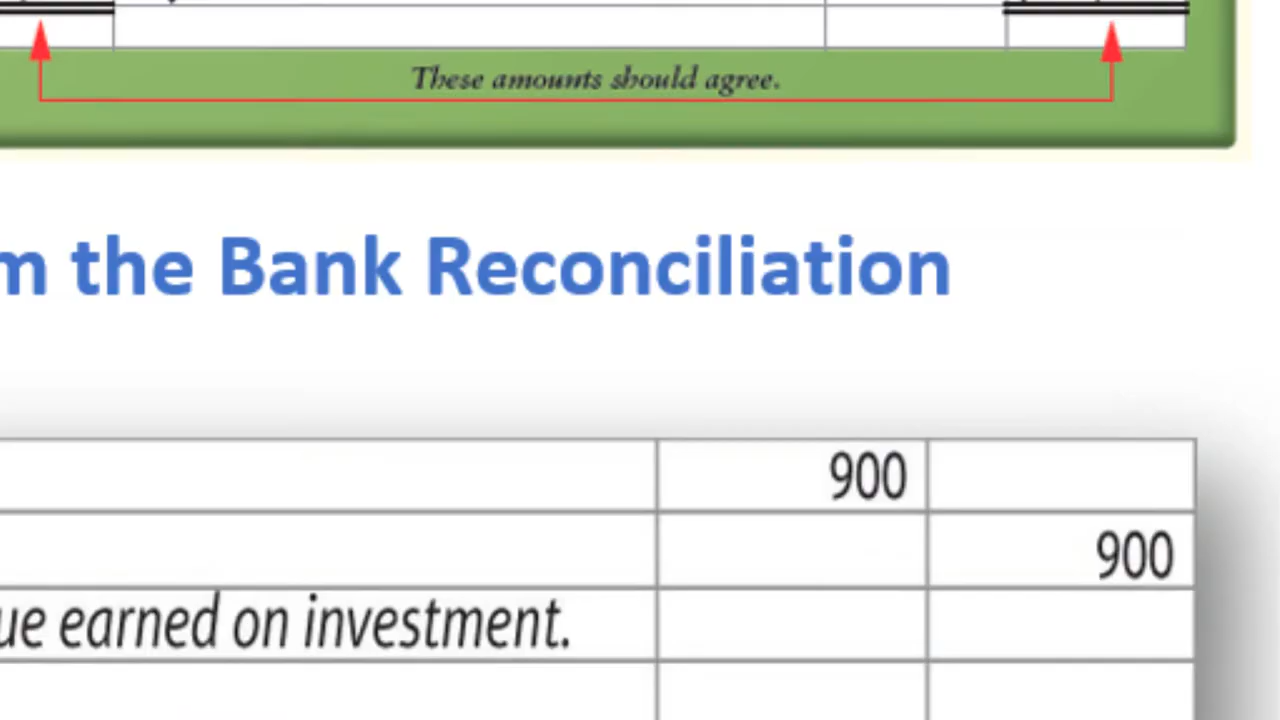 These amounts should agree.
m the Bank Reconciliation
900
900
ue earned on investment.